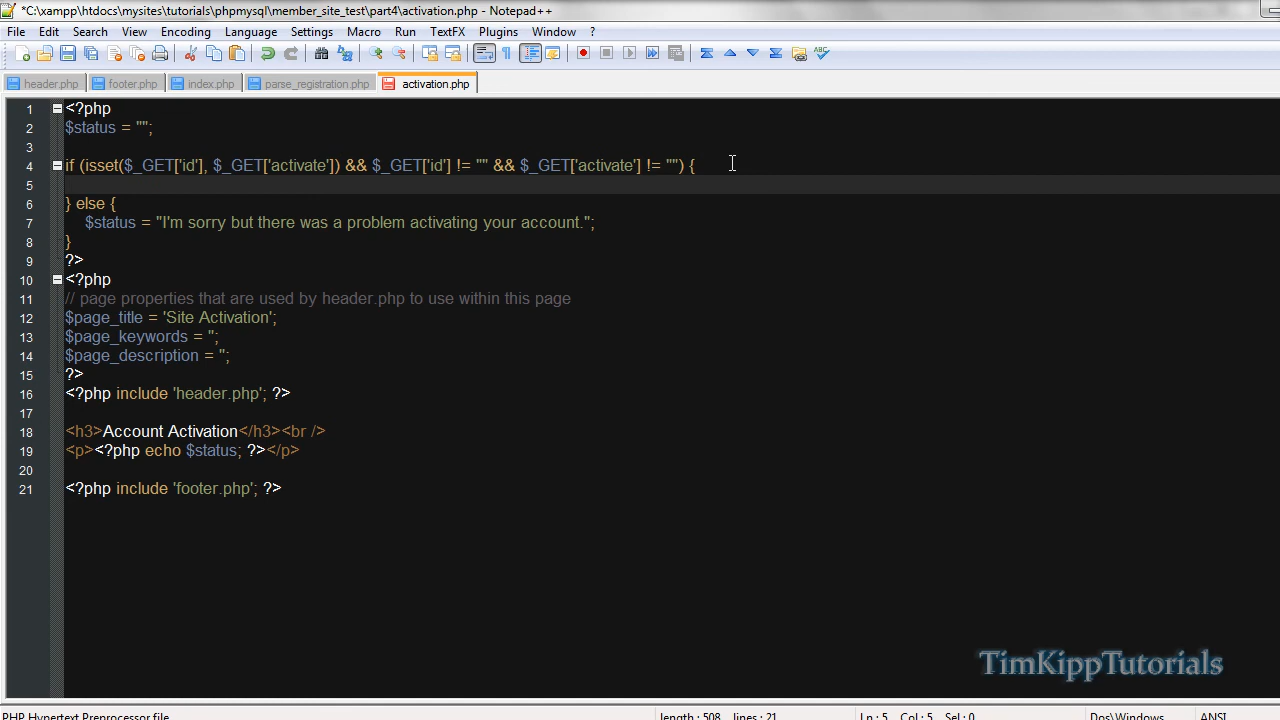 *C:\xampp\htdocs\mysites\tutorials\phpmysql\member_site_test\part4\activation.php - Notepad++
File Edit Search View Encoding Language Settings Macro Run TextFX Plugins Window ?
header.php footer.php index.php parse_registration.php activation.php
1 <?php
2 $status = "";
3
4 if (isset($_GET['id'], $_GET['activate']) && $_GET['id'] != "" && $_GET['activate'] != "") {
5
6 } else {
7 $status = "I'm sorry but there was a problem activating your account.";
8 }
9 ?>
10 <?php
11 // page properties that are used by header.php to use within this page
12 $page_title = 'Site Activation';
13 $page_keywords = '';
14 $page_description = '';
15 ?>
16 <?php include 'header.php'; ?>
17
18 <h3>Account Activation</h3><br />
19 <p><?php echo $status; ?></p>
20
21 <?php include 'footer.php'; ?>
TimKippTutorials
PHP Hypertext Preprocessor file length : 508 lines : 21 Ln : 5 Col : 5 Sel : 0 Dos\Windows ANSI